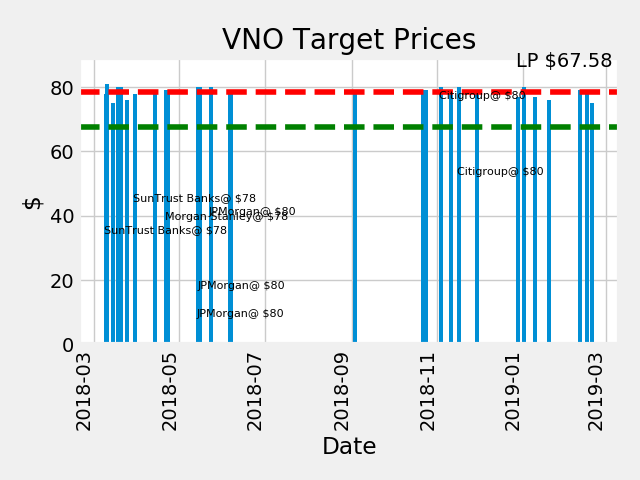 VNO Target Prices
LP $67.58
80
60
40
20
0
$
Citigroup@ $80
Citigroup@ $80
SunTrust Banks@ $78
JPMorgan@ $80
Morgan Stanley@ $78
SunTrust Banks@ $78
JPMorgan@ $80
JPMorgan@ $80
2018-03
2018-05
2018-07
2018-09
2018-11
2019-01
2019-03
Date